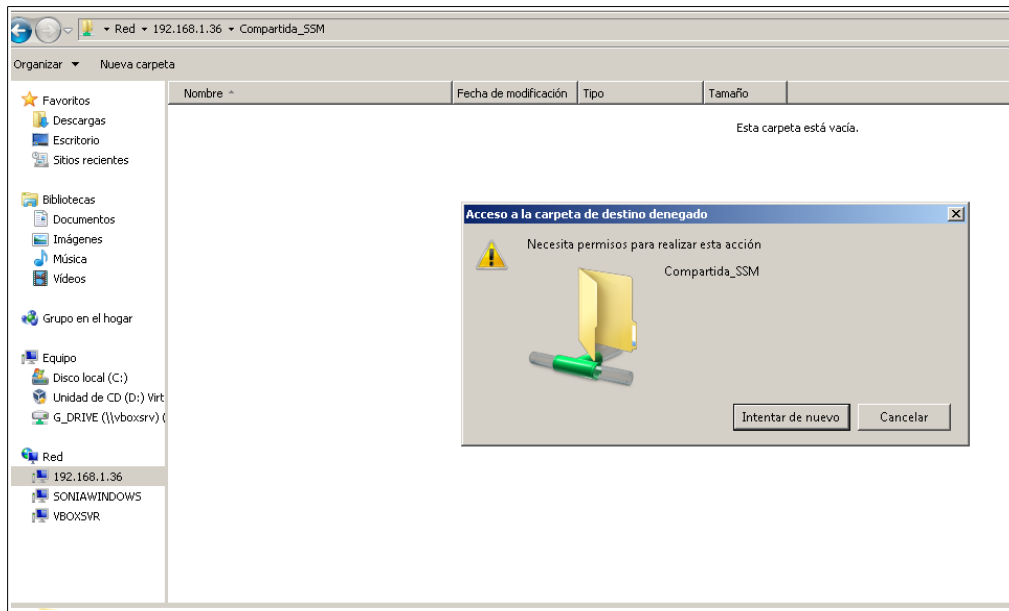 Red 192.168.1.36 Compartida_SSM
Organizar Nueva carpeta
Nombre Fecha de modificación Tipo Tamaño
Esta carpeta está vacía.
Favoritos
Descargas
Escritorio
Sitios recientes
Bibliotecas
Documentos
Imágenes
Música
Vídeos
Grupo en el hogar
Equipo
Disco local (C:)
Unidad de CD (D:) Virt
G_DRIVE (\\vboxsrv) (
Red
192.168.1.36
SONIAWINDOWS
VBOXSVR
Acceso a la carpeta de destino denegado
Necesita permisos para realizar esta acción
Compartida_SSM
Intentar de nuevo Cancelar